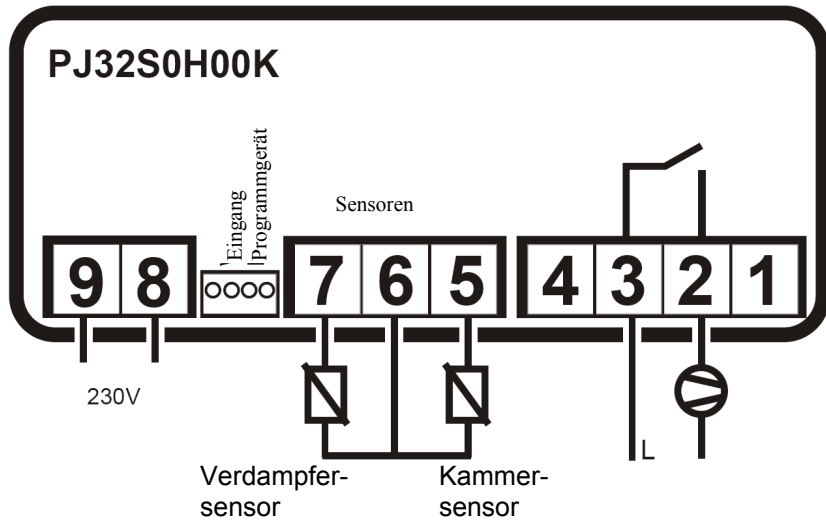 PJ32S0H00K
Eingang
Programmgerät
Sensoren
9 8 7 6 5 4 3 2 1
230V
L
Verdampfer-
sensor
Kammer-
sensor